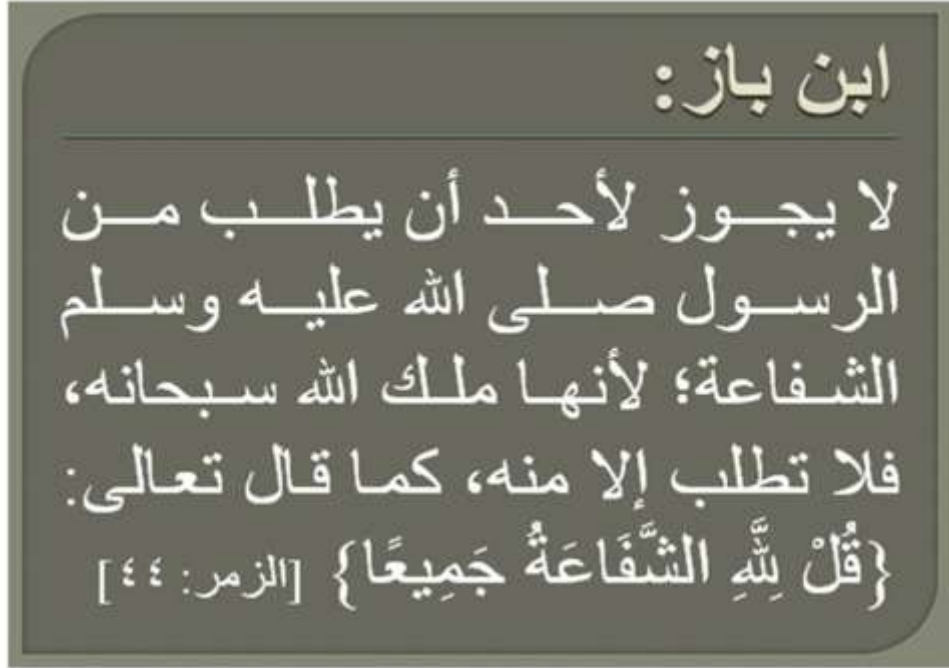 ابن باز:
لا يجوز لأحد أن يطلب من
الرسول صلى الله عليه وسلم
الشفاعة؛ لأنها ملك الله سبحانه،
فلا تطلب إلا منه، كما قال تعالى:
{قُلْ لِلَّهِ الشَّفَاعَةُ جَمِيعًا} [الزمر: ٤٤]